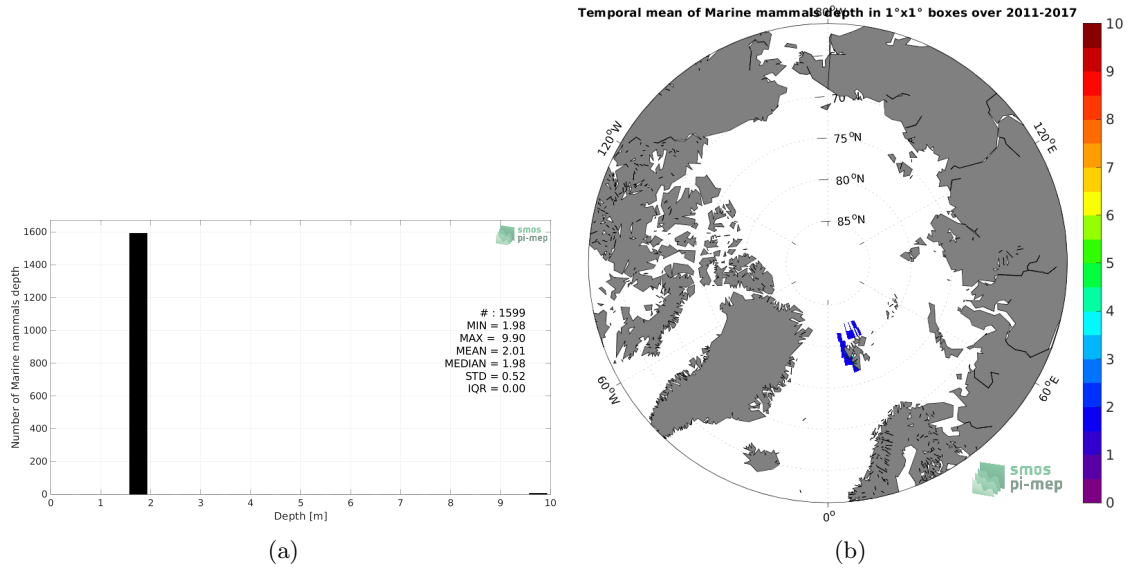 Number of Marine mammals depth
1600
1400
1200
1000
800
600
400
200
0
0 1 2 3 4 5 6 7 8 9 10
Depth [m]
smos
pi-mep
# : 1599
MIN = 1.98
MAX = 9.90
MEAN = 2.01
MEDIAN = 1.98
STD = 0.52
IQR = 0.00
(a)
Temporal mean of Marine mammals depth in 1°x1° boxes over 2011-2017
180°W
120°W
120°E
60°W
60°E
0°
70°N
75°N
80°N
85°N
10
9
8
7
6
5
4
3
2
1
0
smos
pi-mep
(b)